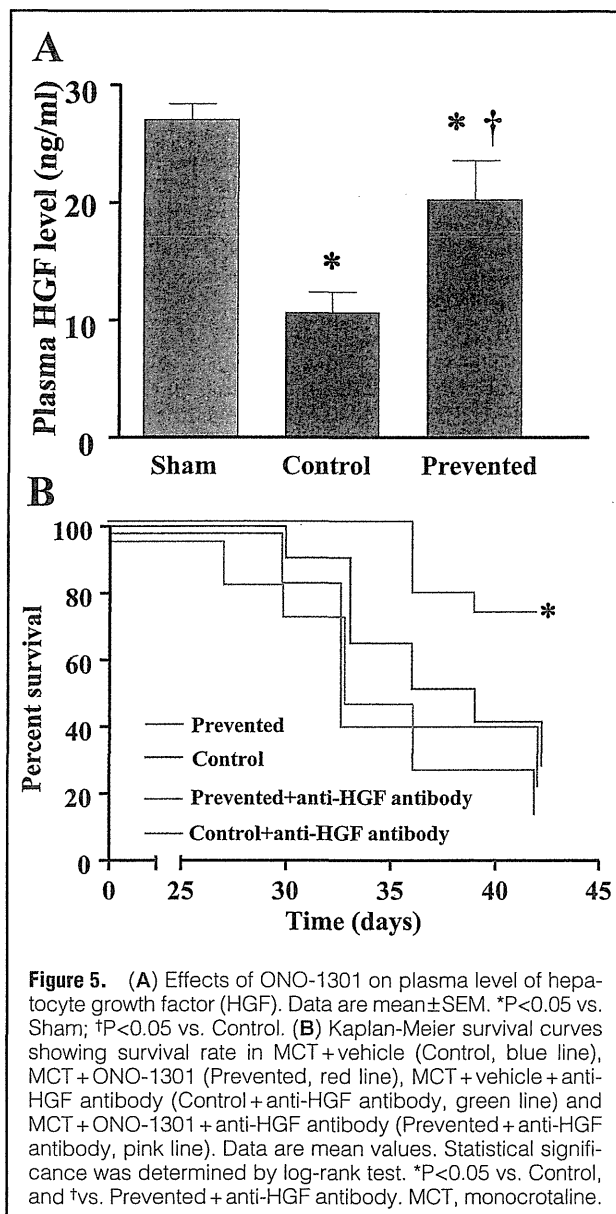 A
Plasma HGF level (ng/ml)
30
20
10
0
*
* †
Sham Control Prevented
B
Percent survival
100
80
60
40
20
0
*
Prevented
Control
Prevented+anti-HGF antibody
Control+anti-HGF antibody
0 25 30 35 40 45
Time (days)
Figure 5. (A) Effects of ONO-1301 on plasma level of hepa-
tocyte growth factor (HGF). Data are mean±SEM. *P<0.05 vs.
Sham; †P<0.05 vs. Control. (B) Kaplan-Meier survival curves
showing survival rate in MCT+vehicle (Control, blue line),
MCT+ONO-1301 (Prevented, red line), MCT+vehicle+anti-
HGF antibody (Control+anti-HGF antibody, green line) and
MCT+ONO-1301+anti-HGF antibody (Prevented+anti-HGF
antibody, pink line). Data are mean values. Statistical signifi-
cance was determined by log-rank test. *P<0.05 vs. Control,
and †vs. Prevented+anti-HGF antibody. MCT, monocrotaline.